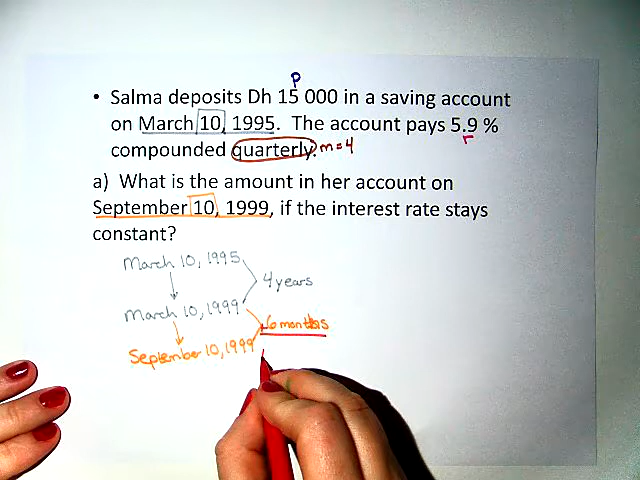 P
• Salma deposits Dh 15 000 in a saving account
on March 10, 1995. The account pays 5.9 %
r
compounded quarterly. m=4
a) What is the amount in her account on
September 10, 1999, if the interest rate stays
constant?
March 10, 1995
4 years
March 10, 1999
6 months
September 10, 1999